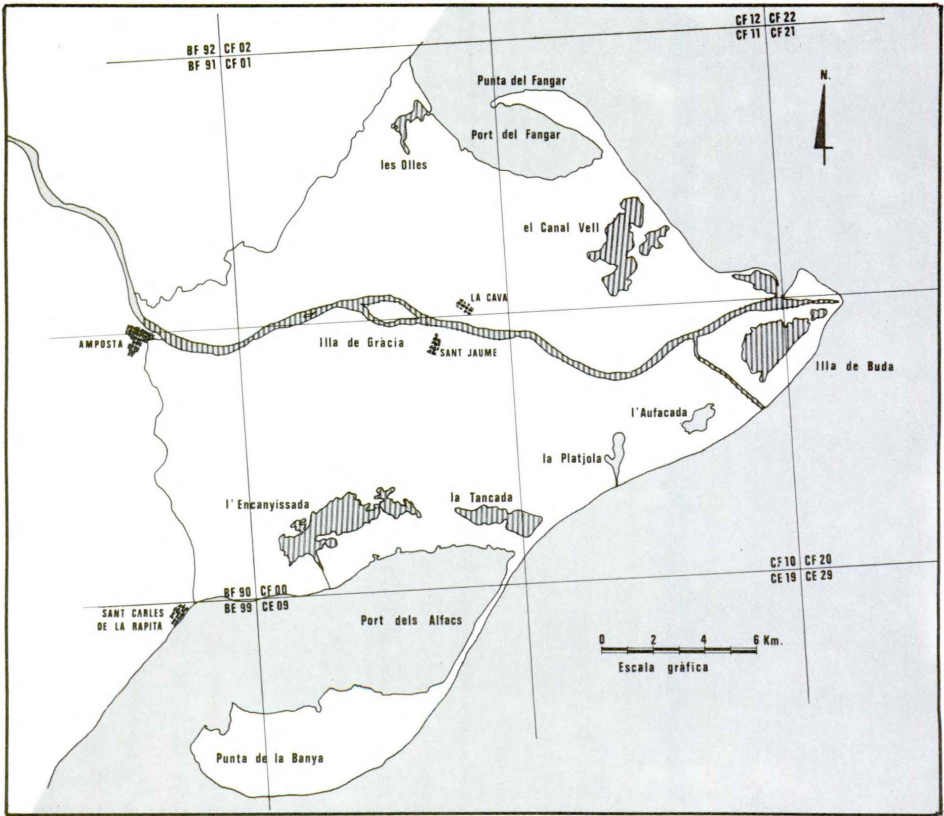 CF 12 CF 22
CF 11 CF 21
BF 92 CF 02
BF 91 CF 01
N.
Punta del Fangar
Port del Fangar
les Olles
el Canal Vell
LA CAVA
AMPOSTA
Illa de Gràcia
SANT JAUME
Illa de Buda
l'Aufacada
la Platjola
l'Encanyissada
la Tancada
CF 10 CF 20
CE 19 CE 29
BF 90 CF 00
BE 99 CE 09
SANT CARLES
DE LA RAPITA
Port dels Alfacs
0 2 4 6 Km.
Escala gràfica
Punta de la Banya